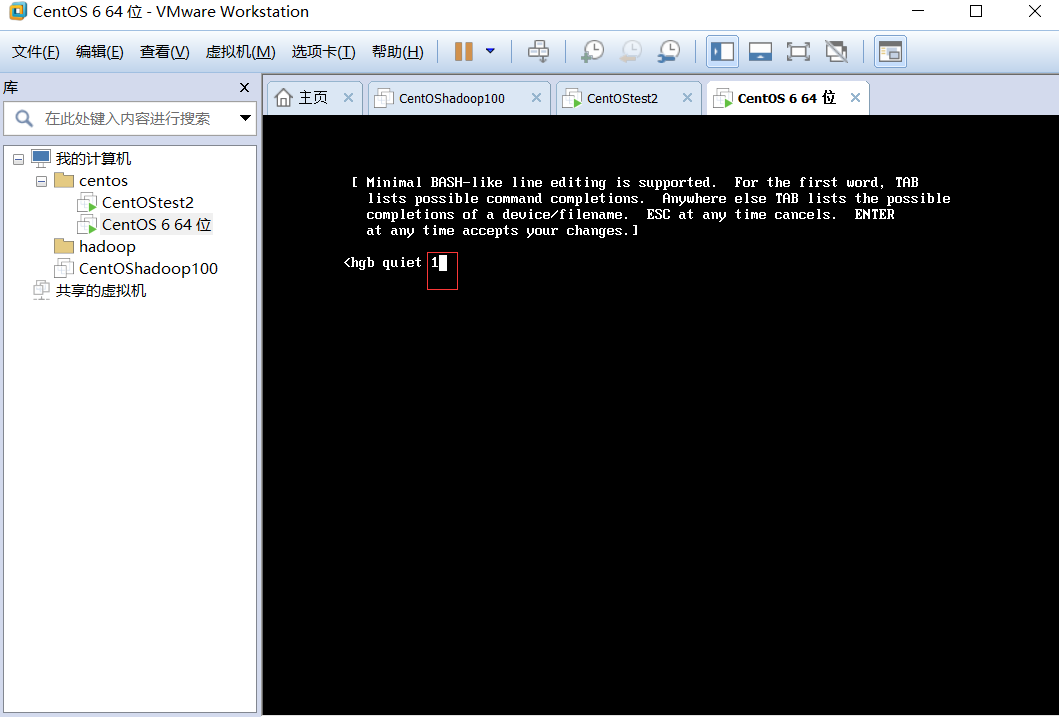 CentOS 6 64 位 - VMware Workstation
文件(F) 编辑(E) 查看(V) 虚拟机(M) 选项卡(T) 帮助(H)
库
主页 CentOShadoop100 CentOStest2 CentOS 6 64 位
在此处键入内容进行搜索
我的计算机
centos
CentOStest2
CentOS 6 64 位
hadoop
CentOShadoop100
共享的虚拟机
[ Minimal BASH-like line editing is supported.  For the first word, TAB
lists possible command completions.  Anywhere else TAB lists the possible
completions of a device/filename.  ESC at any time cancels.  ENTER
at any time accepts your changes.]
<hgb quiet 1